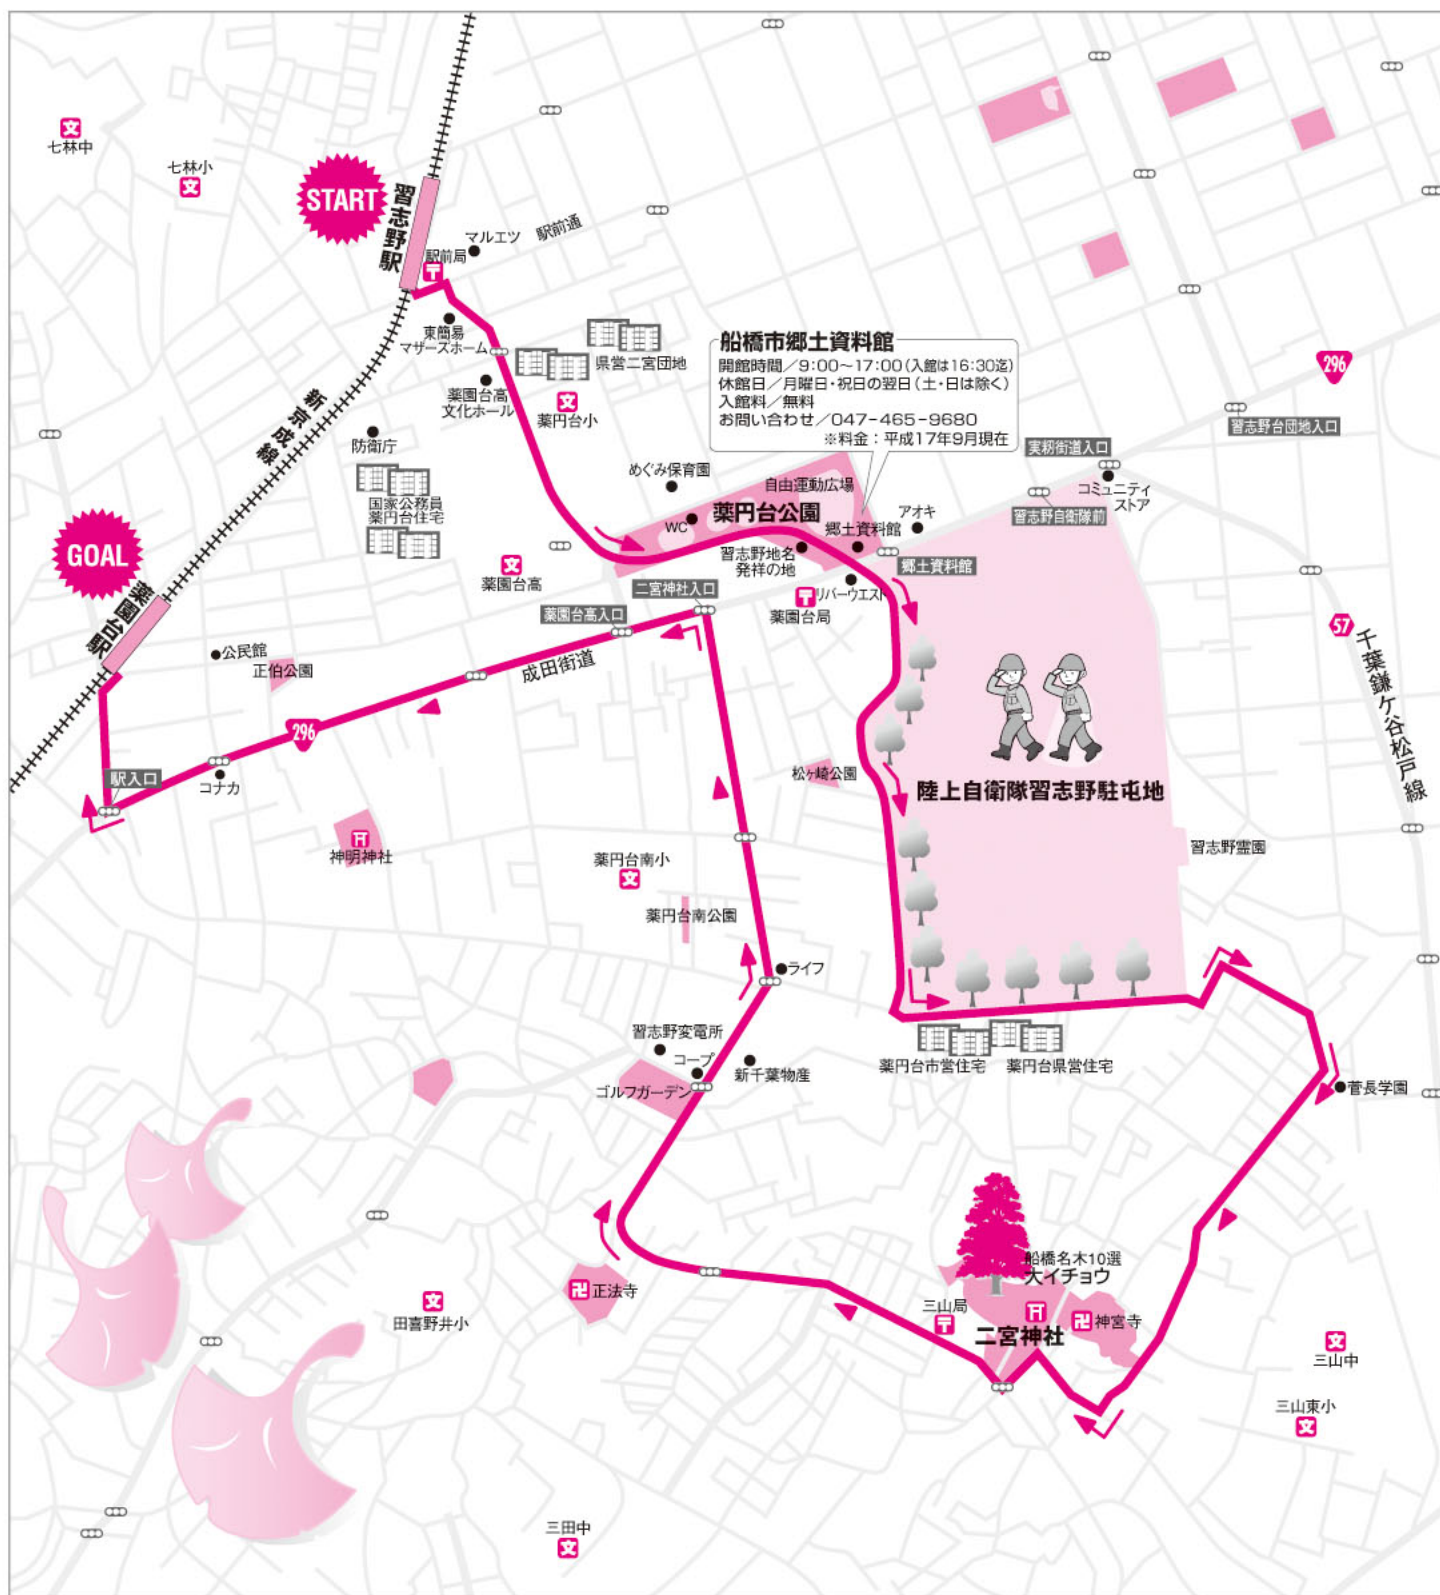 七林中
七林小
START
習志野駅
駅前局
マルエツ
駅前通
東簡易
マザーズホーム
県営二宮団地
薬園台高
文化ホール
薬円台小
新京成線
防衛庁
国家公務員
薬円台住宅
船橋市郷土資料館
開館時間／9:00〜17:00(入館は16:30迄)
休館日／月曜日・祝日の翌日(土・日は除く)
入館料／無料
お問い合わせ／047-465-9680
※料金：平成17年9月現在
296
習志野台団地入口
実籾街道入口
コミュニティ
ストア
習志野自衛隊前
めぐみ保育園
自由運動広場
薬円台公園
WC
アオキ
郷土資料館
習志野地名
発祥の地
郷土資料館
リバーウエスト
薬園台局
GOAL
薬園台駅
薬園台高
二宮神社入口
薬園台高入口
成田街道
公民館
正伯公園
296
駅入口
コナカ
神明神社
57
千葉鎌ケ谷松戸線
松ヶ崎公園
陸上自衛隊習志野駐屯地
習志野霊園
薬円台南小
薬円台南公園
ライフ
習志野変電所
コープ
新千葉物産
ゴルフガーデン
薬円台市営住宅
薬円台県営住宅
菅長学園
船橋名木10選
大イチョウ
三山局
二宮神社
神宮寺
正法寺
田喜野井小
三山中
三山東小
三田中